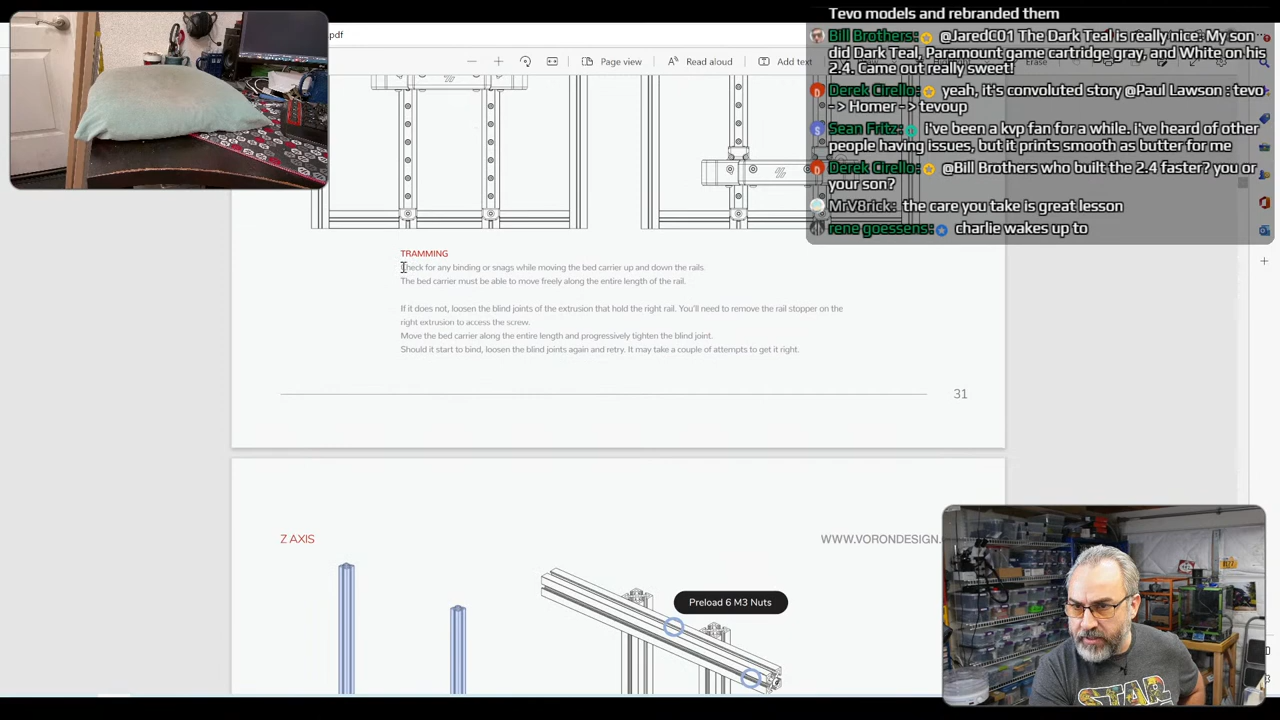 Tevo models and rebranded them
Bill Brothers: @JaredC01 The Dark Teal is really nice. My son
did Dark Teal, Paramount game cartridge gray, and White on his
2.4. Came out really sweet!
Derek Cirello: yeah, it's convoluted story @Paul Lawson : tevo
-> Homer -> tevoup
Sean Fritz: i've been a kvp fan for a while. i've heard of other
people having issues, but it prints smooth as butter for me
Derek Cirello: @Bill Brothers who built the 2.4 faster? you or
your son?
MrV8rick: the care you take is great lesson
rene goessens: charlie wakes up to
pdf
Page view
Read aloud
Add text
Erase
TRAMMING
Check for any binding or snags while moving the bed carrier up and down the rails.
The bed carrier must be able to move freely along the entire length of the rail.
If it does not, loosen the blind joints of the extrusion that hold the right rail. You'll need to remove the rail stopper on the
right extrusion to access the screw.
Move the bed carrier along the entire length and progressively tighten the blind joint.
Should it start to bind, loosen the blind joints again and retry. It may take a couple of attempts to get it right.
31
Z AXIS
WWW.VORONDESIGN.
Preload 6 M3 Nuts
STAR